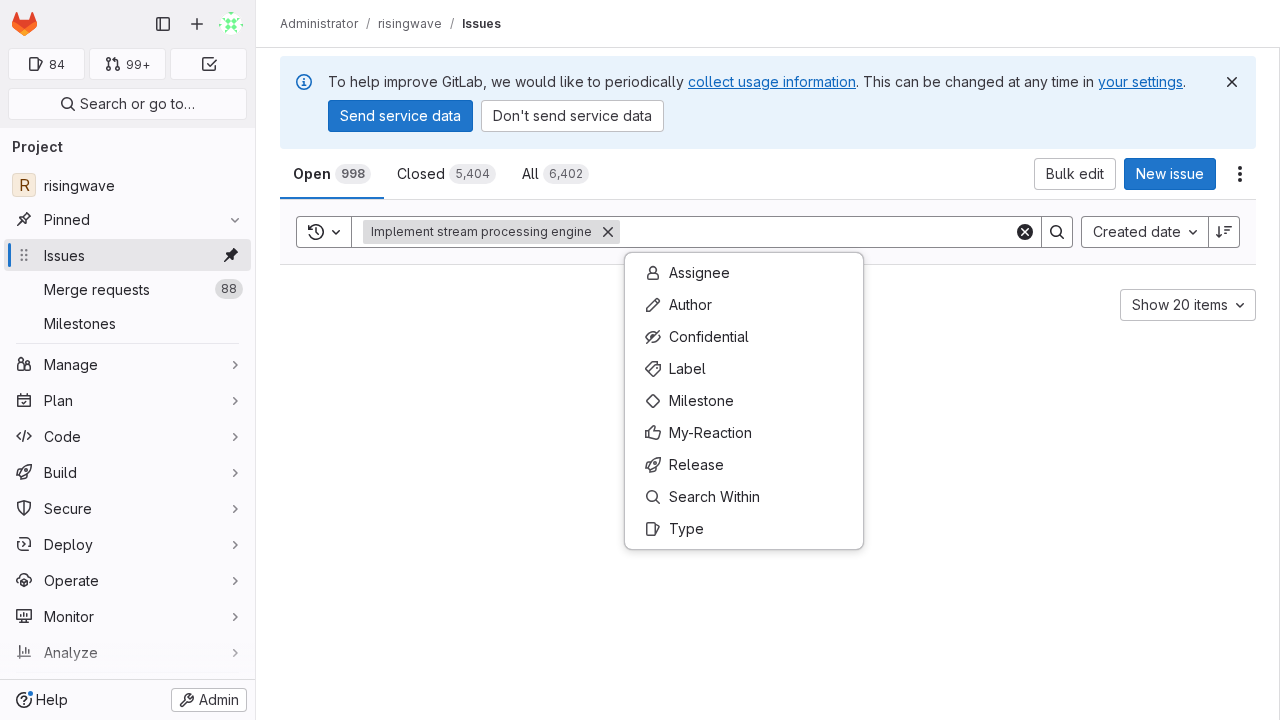 Administrator / risingwave / Issues
84
99+
Search or go to…
Project
R risingwave
Pinned
Issues
Merge requests 88
Milestones
Manage
Plan
Code
Build
Secure
Deploy
Operate
Monitor
Analyze
Help
Admin
To help improve GitLab, we would like to periodically collect usage information. This can be changed at any time in your settings.
Send service data
Don't send service data
Open 998
Closed 5,404
All 6,402
Bulk edit
New issue
Implement stream processing engine
Created date
Assignee
Author
Confidential
Label
Milestone
My-Reaction
Release
Search Within
Type
Show 20 items